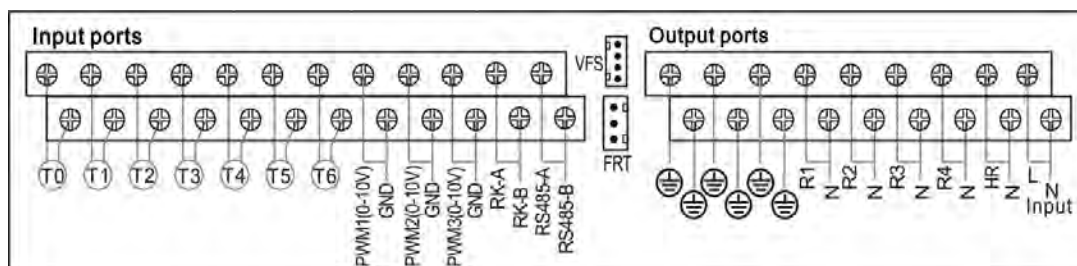 Input ports
Output ports
VFS
FRT
T0
T1
T2
T3
T4
T5
T6
PWM1(0-10V)
GND
PWM2(0-10V)
GND
PWM3(0-10V)
GND
RK-A
RK-B
RS485-A
RS485-B
R1
N
R2
N
R3
N
R4
N
HR1
N
L
N
Input